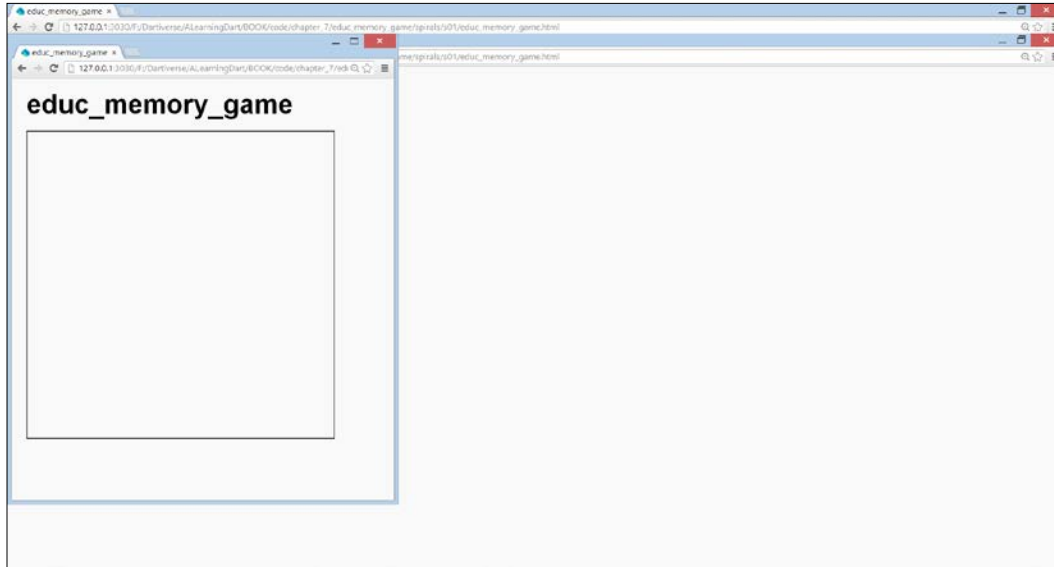 educ_memory_game ×
127.0.0.1:3030/F:/Dartiverse/ALearningDart/BOOK/code/chapter_7/educ_memory_game/spirals/s01/educ_memory_game.html
educ_memory_game ×
ame/spirals/s01/educ_memory_game.html
127.0.0.1:3030/F:/Dartiverse/ALearningDart/BOOK/code/chapter_7/edu
educ_memory_game